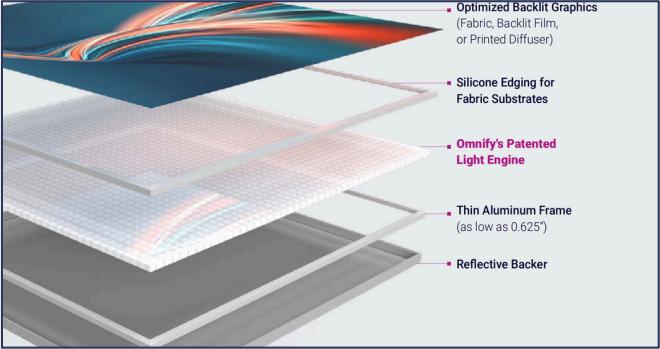 Optimized Backlit Graphics
(Fabric, Backlit Film,
or Printed Diffuser)
Silicone Edging for
Fabric Substrates
Omnify's Patented
Light Engine
Thin Aluminum Frame
(as low as 0.625")
Reflective Backer